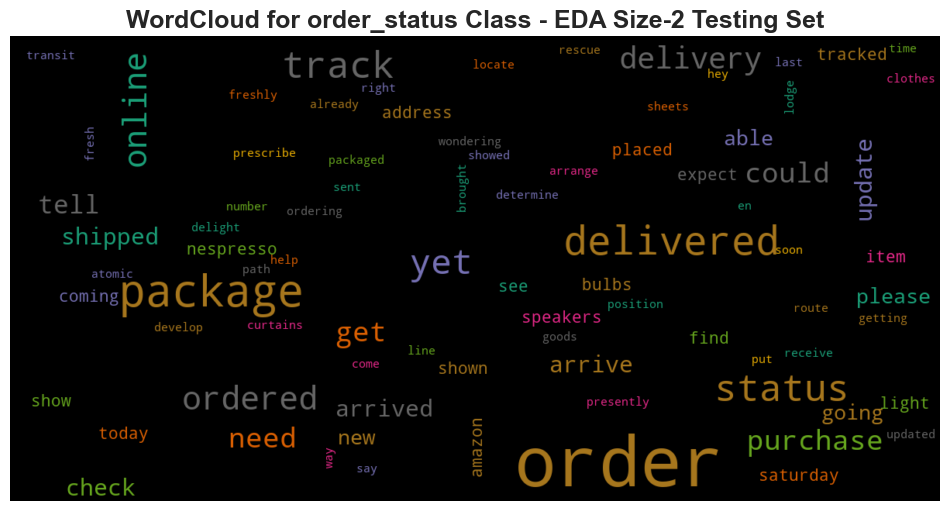 WordCloud for order_status Class - EDA Size-2 Testing Set
transit
online
track
rescue
locate
delivery
hey
last
tracked
time
clothes
freshly
right
already
address
sheets
lodge
fresh
prescribe
packaged
wondering
showed
placed
able
update
tell
sent
brought
arrange
determine
expect
could
number
ordering
en
shipped
delight
nespresso
help
path
yet
delivered
soon
item
atomic
coming
package
see
bulbs
position
please
develop
curtains
get
speakers
goods
route
getting
line
come
shown
arrive
find
put
receive
show
ordered
arrived
presently
status
going
light
today
need
new
way
say
amazon
order
purchase
updated
saturday
check